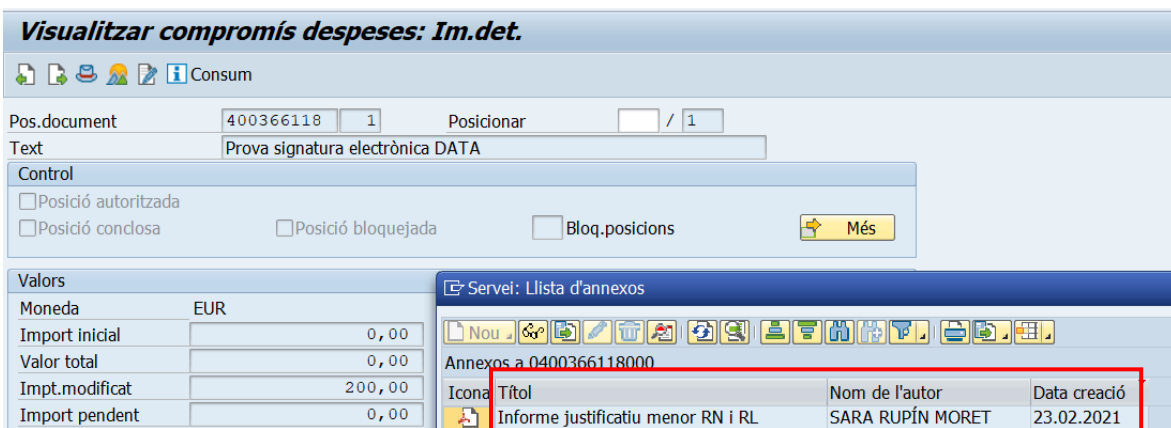 Visualitzar compromís despeses: Im.det.
Consum
Pos.document 400366118 1 Posicionar / 1
Text Prova signatura electrònica DATA
Control
Posició autoritzada
Posició conclosa Posició bloquejada Bloq.posicions Més
Valors
Moneda EUR
Import inicial 0,00
Valor total 0,00
Impt.modificat 200,00
Import pendent 0,00
Servei: Llista d'annexos
Nou
Annexos a 0400366118000
Icona Títol Nom de l'autor Data creació
Informe justificatiu menor RN i RL SARA RUPÍN MORET 23.02.2021